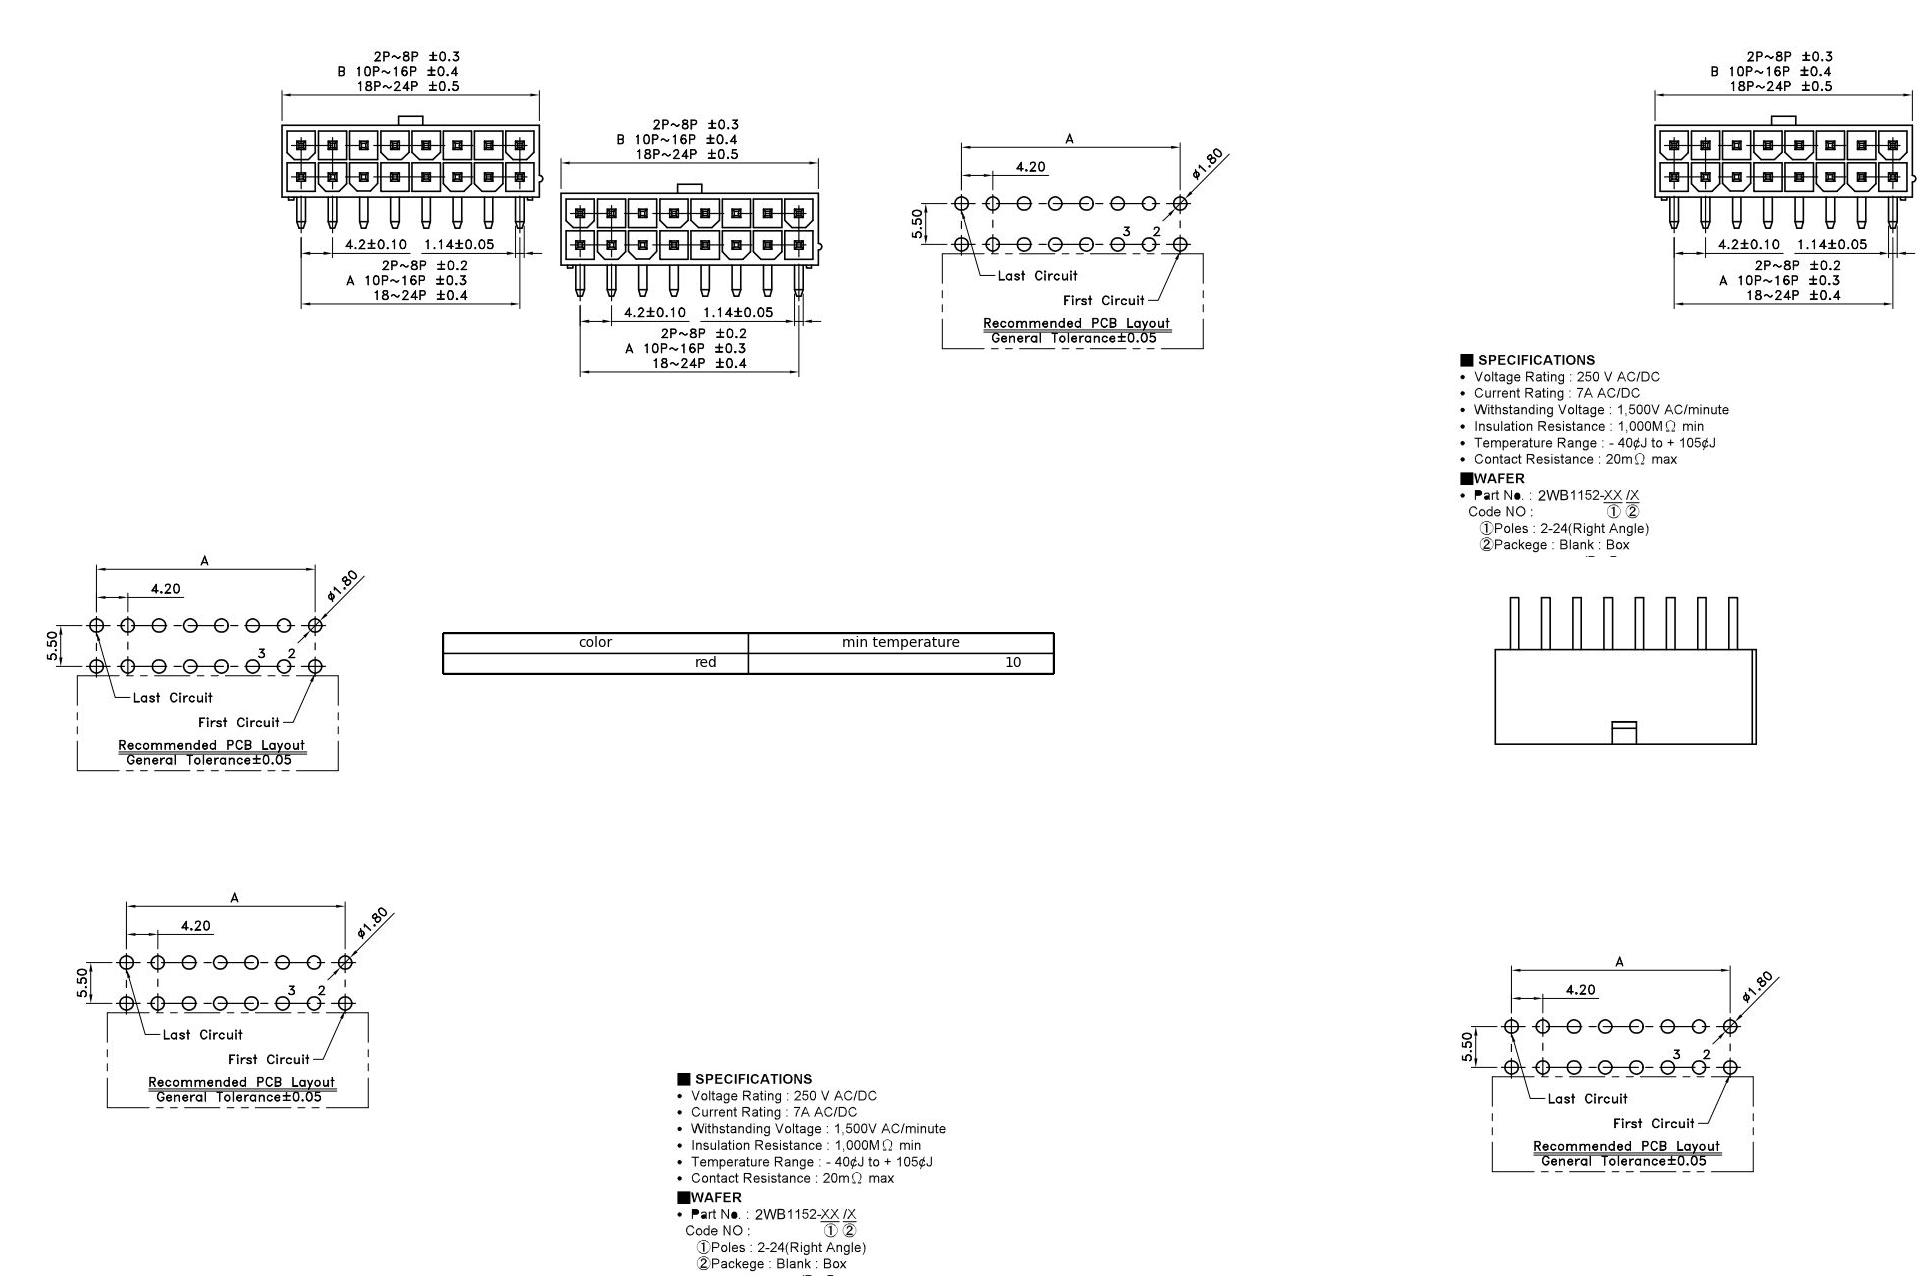 2P~8P ±0.3
B 10P~16P ±0.4
18P~24P ±0.5
4.2±0.10 1.14±0.05
2P~8P ±0.2
A 10P~16P ±0.3
18~24P ±0.4
2P~8P ±0.3
B 10P~16P ±0.4
18P~24P ±0.5
4.2±0.10 1.14±0.05
2P~8P ±0.2
A 10P~16P ±0.3
18~24P ±0.4
A
4.20
ø1.80
5.50
3 2
Last Circuit
First Circuit
Recommended PCB Layout
General Tolerance±0.05
2P~8P ±0.3
B 10P~16P ±0.4
18P~24P ±0.5
4.2±0.10 1.14±0.05
2P~8P ±0.2
A 10P~16P ±0.3
18~24P ±0.4
■ SPECIFICATIONS
• Voltage Rating : 250 V AC/DC
• Current Rating : 7A AC/DC
• Withstanding Voltage : 1,500V AC/minute
• Insulation Resistance : 1,000MΩ min
• Temperature Range : - 40¢J to + 105¢J
• Contact Resistance : 20mΩ max
■WAFER
• Part No. : 2WB1152-XX /X
Code NO : ① ②
①Poles : 2-24(Right Angle)
②Packege : Blank : Box
A
4.20
ø1.80
5.50
3 2
Last Circuit
First Circuit
Recommended PCB Layout
General Tolerance±0.05
color min temperature
red 10
A
4.20
ø1.80
5.50
3 2
Last Circuit
First Circuit
Recommended PCB Layout
General Tolerance±0.05
■ SPECIFICATIONS
• Voltage Rating : 250 V AC/DC
• Current Rating : 7A AC/DC
• Withstanding Voltage : 1,500V AC/minute
• Insulation Resistance : 1,000MΩ min
• Temperature Range : - 40¢J to + 105¢J
• Contact Resistance : 20mΩ max
■WAFER
• Part No. : 2WB1152-XX /X
Code NO : ① ②
①Poles : 2-24(Right Angle)
②Packege : Blank : Box
A
4.20
ø1.80
5.50
3 2
Last Circuit
First Circuit
Recommended PCB Layout
General Tolerance±0.05